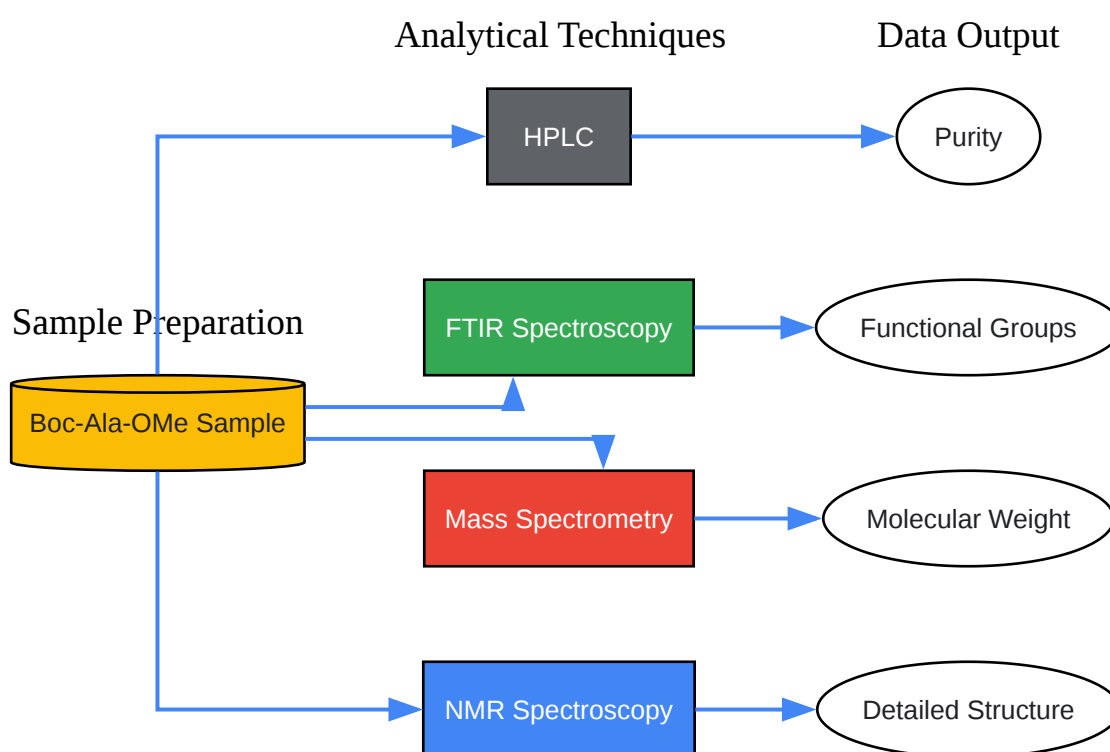 Analytical Techniques
Data Output
HPLC
Purity
Sample Preparation
FTIR Spectroscopy
Functional Groups
Boc-Ala-OMe Sample
Mass Spectrometry
Molecular Weight
NMR Spectroscopy
Detailed Structure